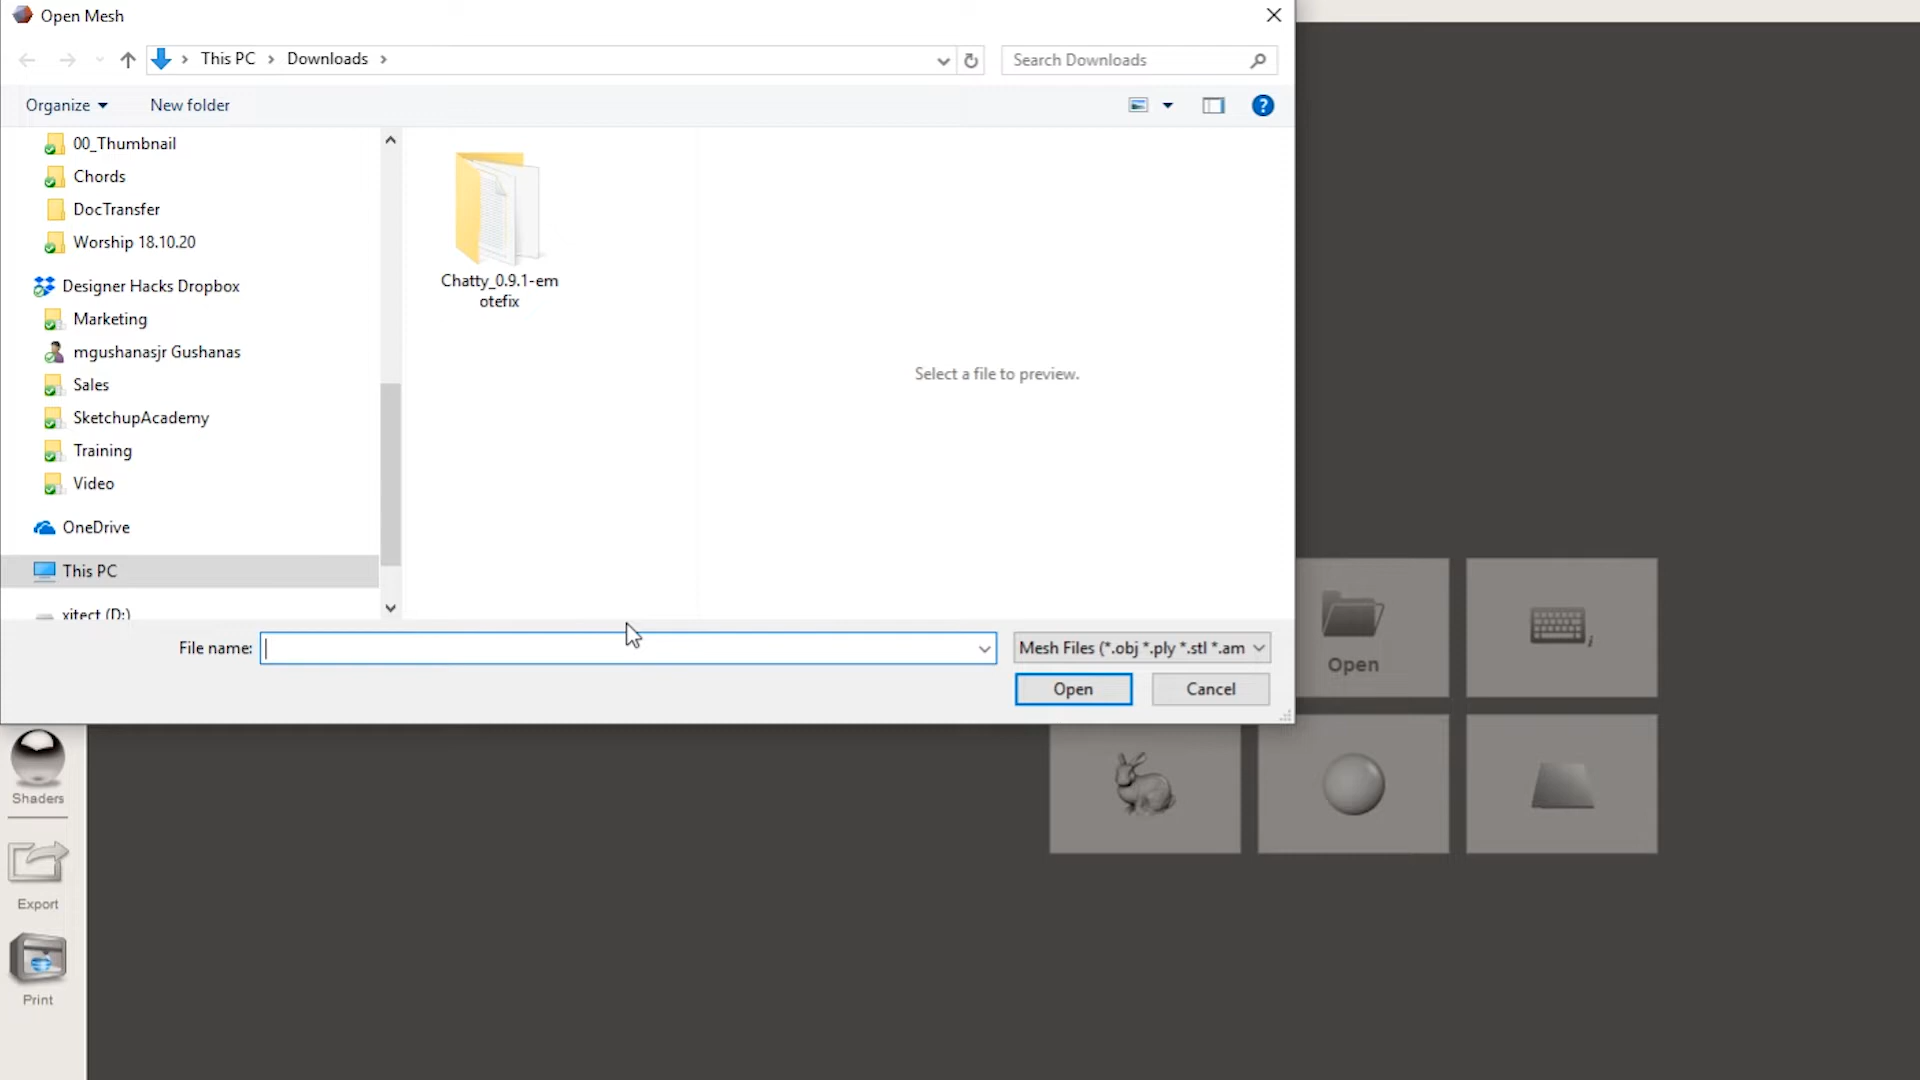 Open Mesh
This PC
Downloads
Search Downloads
Organize
New folder
00_Thumbnail
Chords
DocTransfer
Worship 18.10.20
Designer Hacks Dropbox
Marketing
mgushanasjr Gushanas
Sales
SketchupAcademy
Training
Video
OneDrive
This PC
xitect (D:)
Chatty_0.9.1-em
otefix
Select a file to preview.
File name:
Mesh Files (*.obj *.ply *.stl *.am
Open
Cancel
Open
Shaders
Export
Print